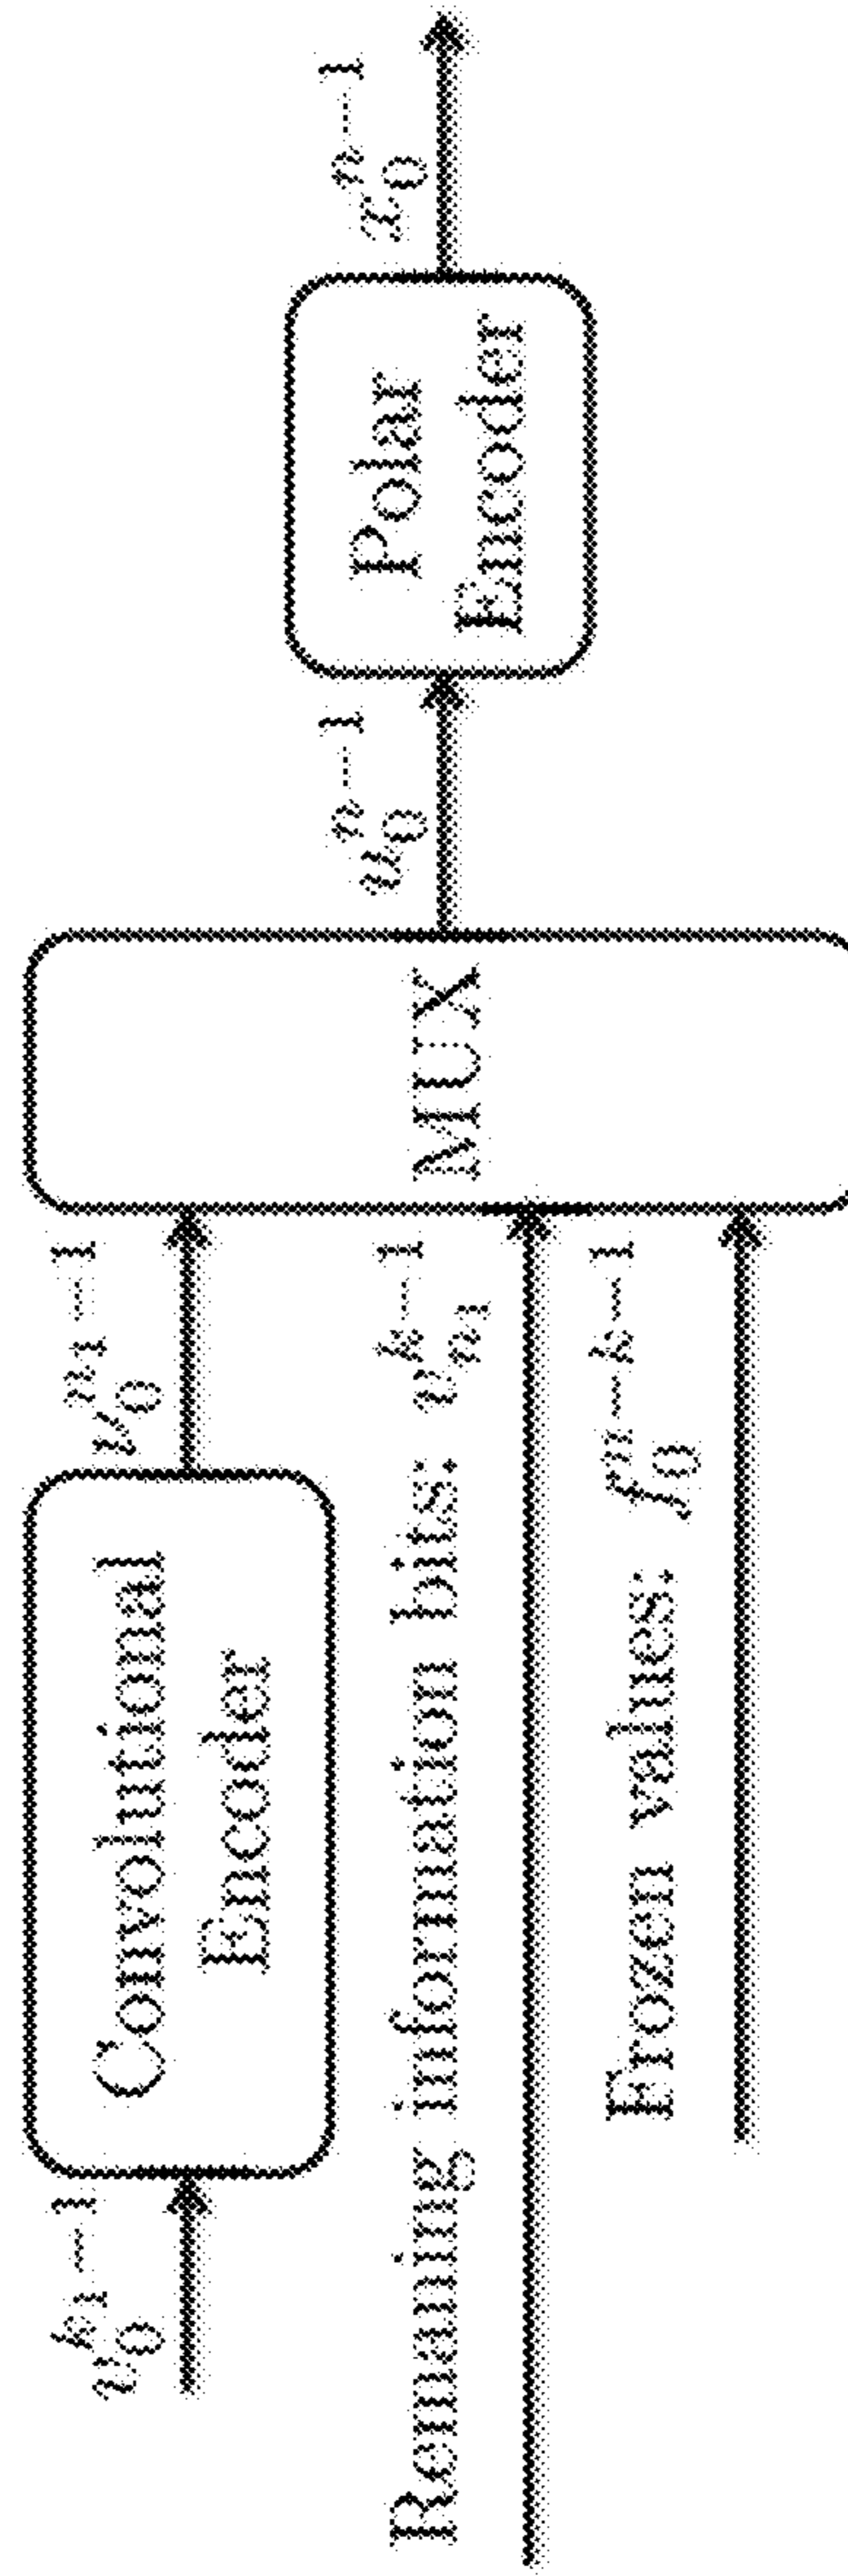 v_0^{k_1-1}
Convolutional
Encoder
ν_0^{n_1-1}
Remaining information bits: v_{n_1}^{k-1}
Frozen values: f_0^{n-k-1}
MUX
u_0^{n-1}
Polar
Encoder
x_0^{n-1}